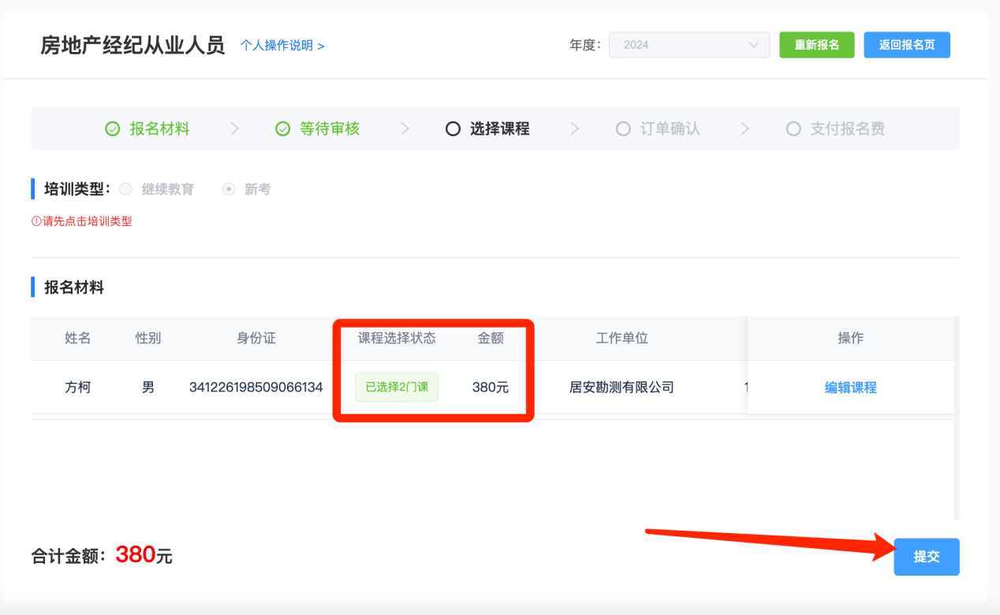 房地产经纪从业人员 个人操作说明 > 年度: 2024 重新报名 返回报名页
报名材料 > 等待审核 > 选择课程 > 订单确认 > 支付报名费
培训类型: 继续教育 新考
①请先点击培训类型
报名材料
姓名 性别 身份证 课程选择状态 金额 工作单位 操作
方柯 男 341226198509066134 已选择2门课 380元 居安勘测有限公司 1 编辑课程
合计金额: 380元 提交